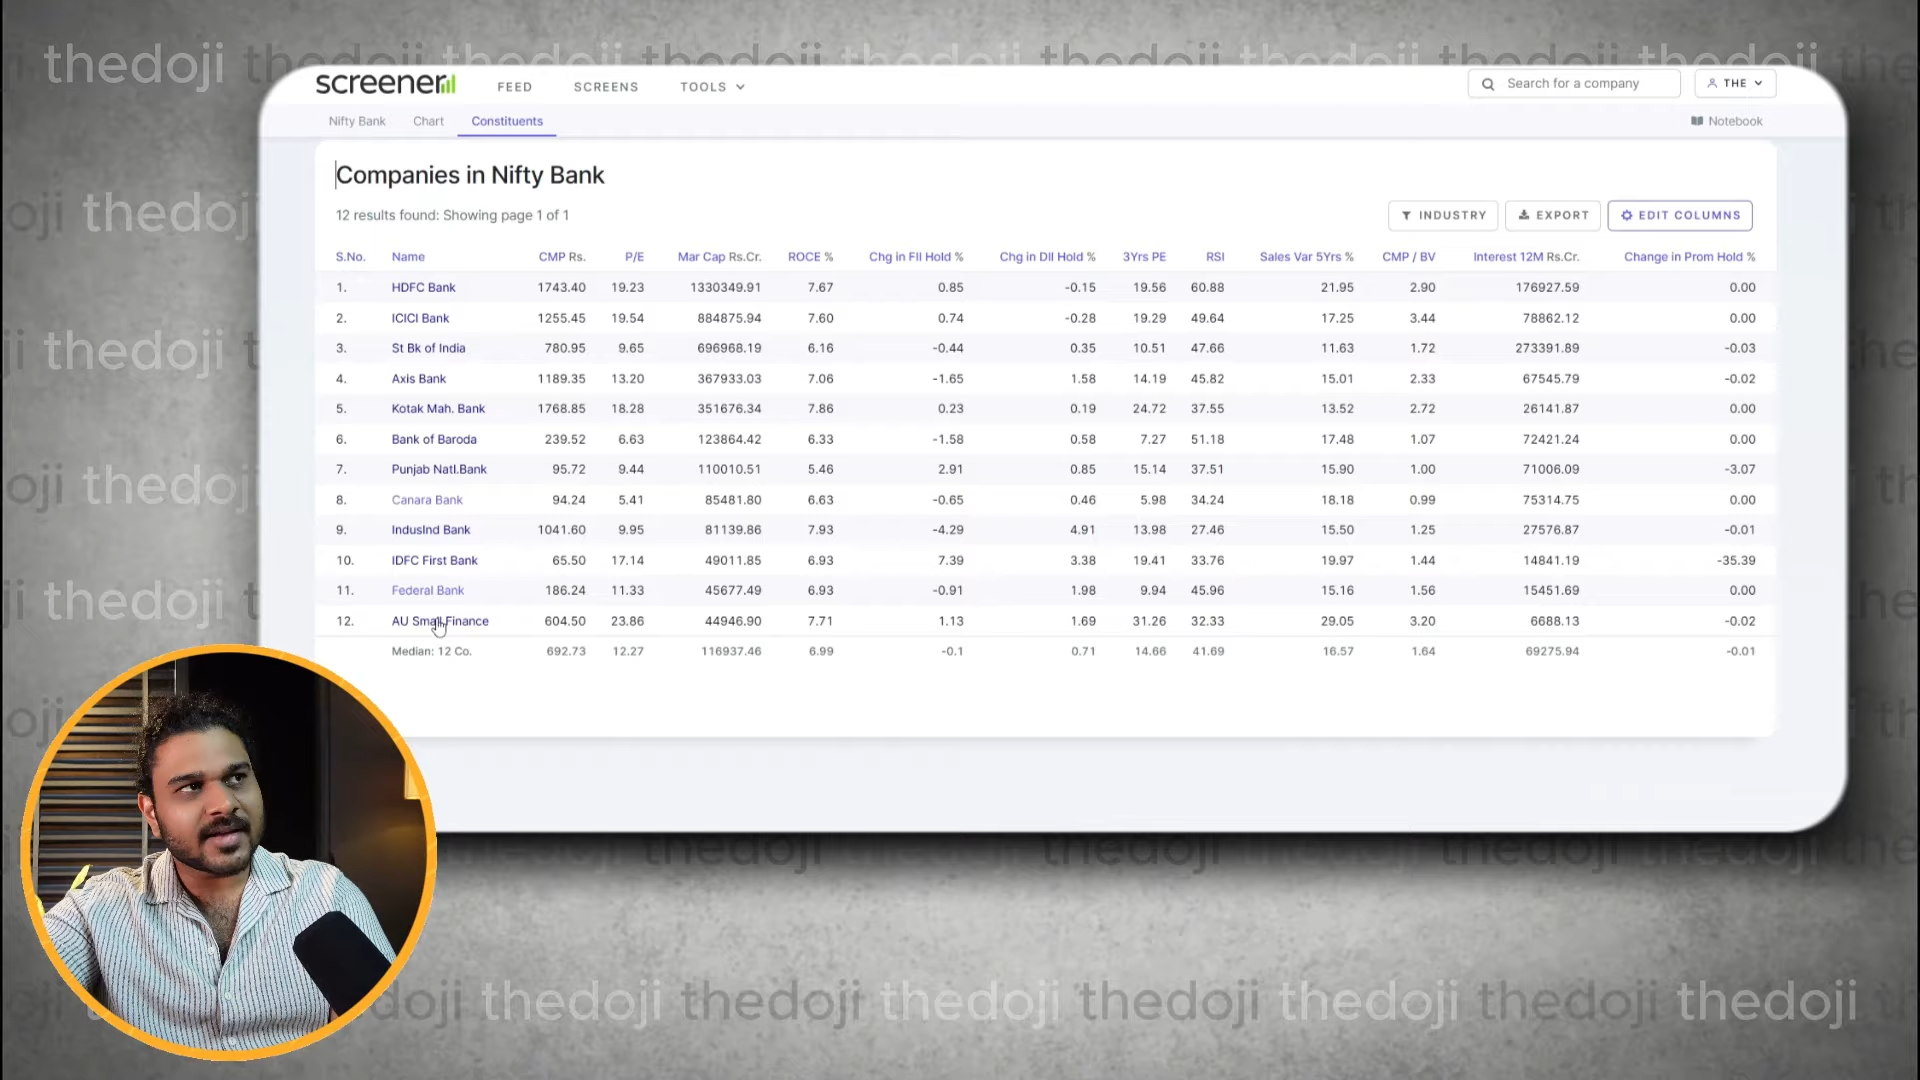 thedoji thedoji thedoji thedoji thedoji thedoji thedoji thedoji thedoji
screener FEED SCREENS TOOLS Search for a company THE
Nifty Bank Chart Constituents Notebook
Companies in Nifty Bank
12 results found: Showing page 1 of 1 INDUSTRY EXPORT EDIT COLUMNS
S.No. Name CMP Rs. P/E Mar Cap Rs.Cr. ROCE % Chg in FII Hold % Chg in DII Hold % 3Yrs PE RSI Sales Var 5Yrs % CMP / BV Interest 12M Rs.Cr. Change in Prom Hold %
1. HDFC Bank 1743.40 19.23 1330349.91 7.67 0.85 -0.15 19.56 60.88 21.95 2.90 176927.59 0.00
2. ICICI Bank 1255.45 19.54 884875.94 7.60 0.74 -0.28 19.29 49.64 17.25 3.44 78862.12 0.00
3. St Bk of India 780.95 9.65 696968.19 6.16 -0.44 0.35 10.51 47.66 11.63 1.72 273391.89 -0.03
4. Axis Bank 1189.35 13.20 367933.03 7.06 -1.65 1.58 14.19 45.82 15.01 2.33 67545.79 -0.02
5. Kotak Mah. Bank 1768.85 18.28 351676.34 7.86 0.23 0.19 24.72 37.55 13.52 2.72 26141.87 0.00
6. Bank of Baroda 239.52 6.63 123864.42 6.33 -1.58 0.58 7.27 51.18 17.48 1.07 72421.24 0.00
7. Punjab Natl.Bank 95.72 9.44 110010.51 5.46 2.91 0.85 15.14 37.51 15.90 1.00 71006.09 -3.07
8. Canara Bank 94.24 5.41 85481.80 6.63 -0.65 0.46 5.98 34.24 18.18 0.99 75314.75 0.00
9. IndusInd Bank 1041.60 9.95 81139.86 7.93 -4.29 4.91 13.98 27.46 15.50 1.25 27576.87 -0.01
10. IDFC First Bank 65.50 17.14 49011.85 6.93 7.39 3.38 19.41 33.76 19.97 1.44 14841.19 -35.39
11. Federal Bank 186.24 11.33 45677.49 6.93 -0.91 1.98 9.94 45.96 15.16 1.56 15451.69 0.00
12. AU Small Finance 604.50 23.86 44946.90 7.71 1.13 1.69 31.26 32.33 29.05 3.20 6688.13 -0.02
Median: 12 Co. 692.73 12.27 116937.46 6.99 -0.1 0.71 14.66 41.69 16.57 1.64 69275.94 -0.01
thedoji thedoji thedoji thedoji thedoji thedoji thedoji